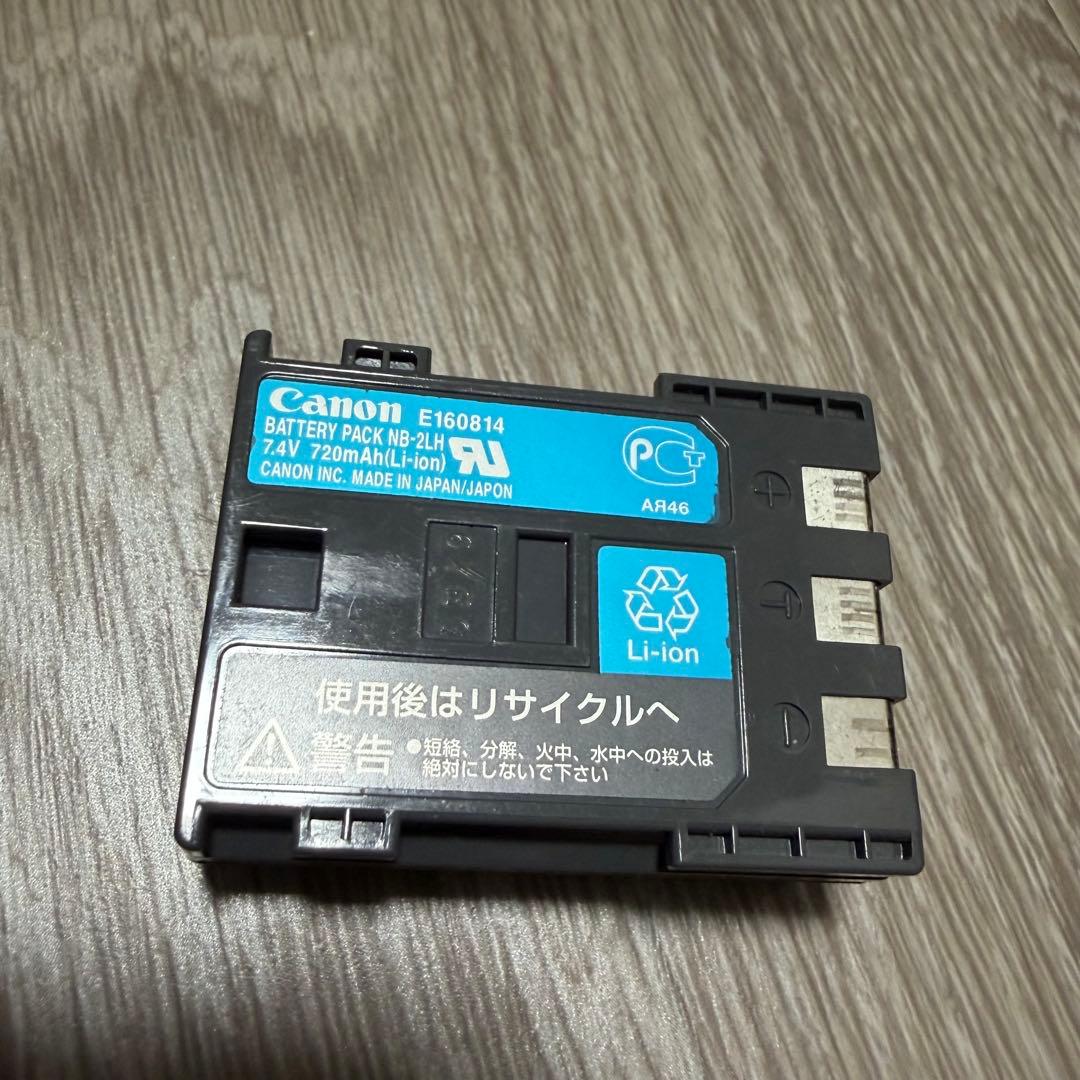 Canon E160814
BATTERY PACK NB-2LH
7.4V 720mAh(Li-ion)
CANON INC. MADE IN JAPAN/JAPON
RU
PCT
AЯ46
+
T
-
Li-ion
使用後はリサイクルへ
警告 ●短絡、分解、火中、水中への投入は
絶対にしないで下さい